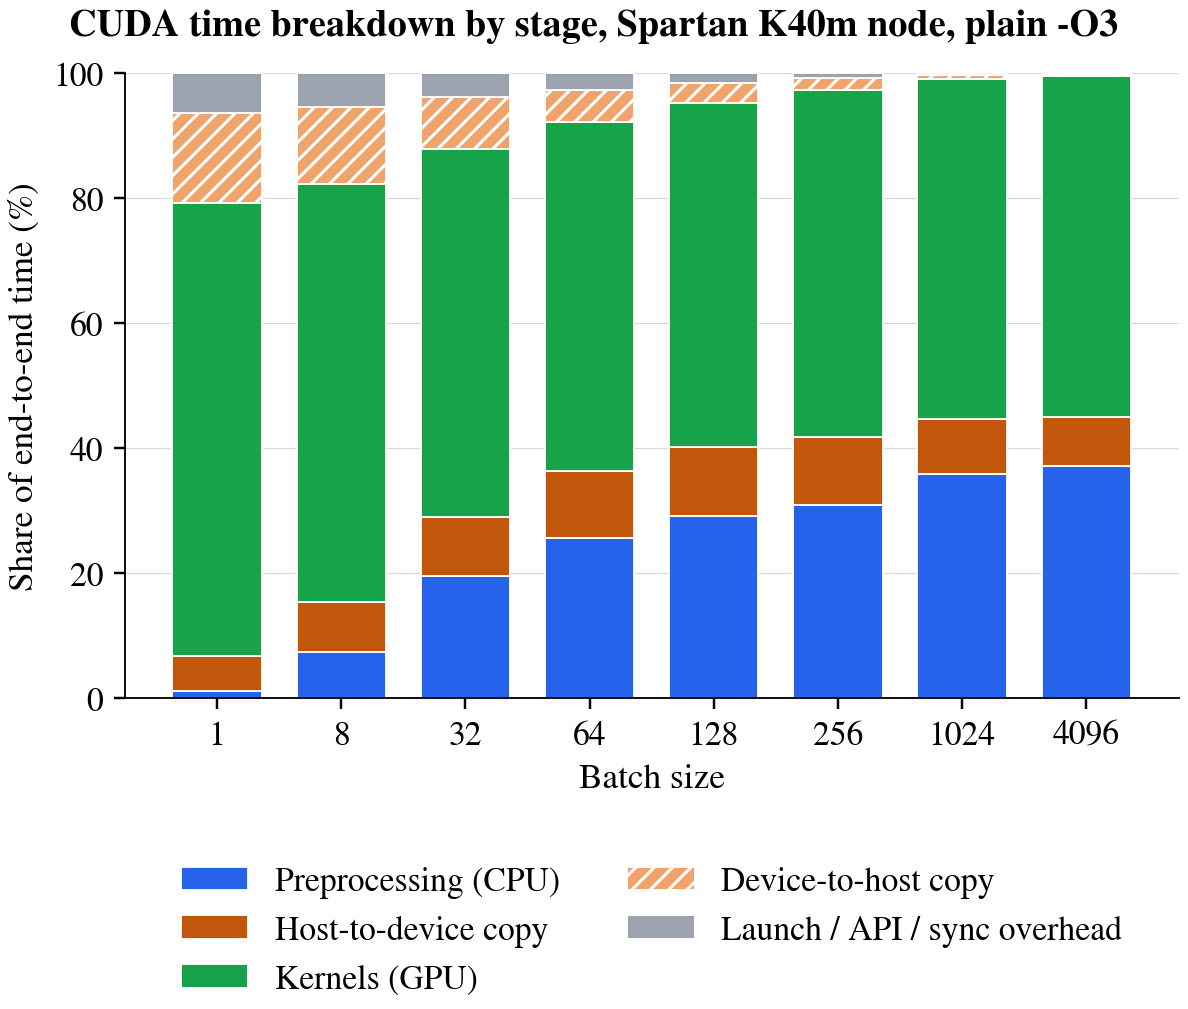 CUDA time breakdown by stage, Spartan K40m node, plain -O3
Share of end-to-end time (%)
100
80
60
40
20
0
1 8 32 64 128 256 1024 4096
Batch size
Preprocessing (CPU)
Host-to-device copy
Kernels (GPU)
Device-to-host copy
Launch / API / sync overhead